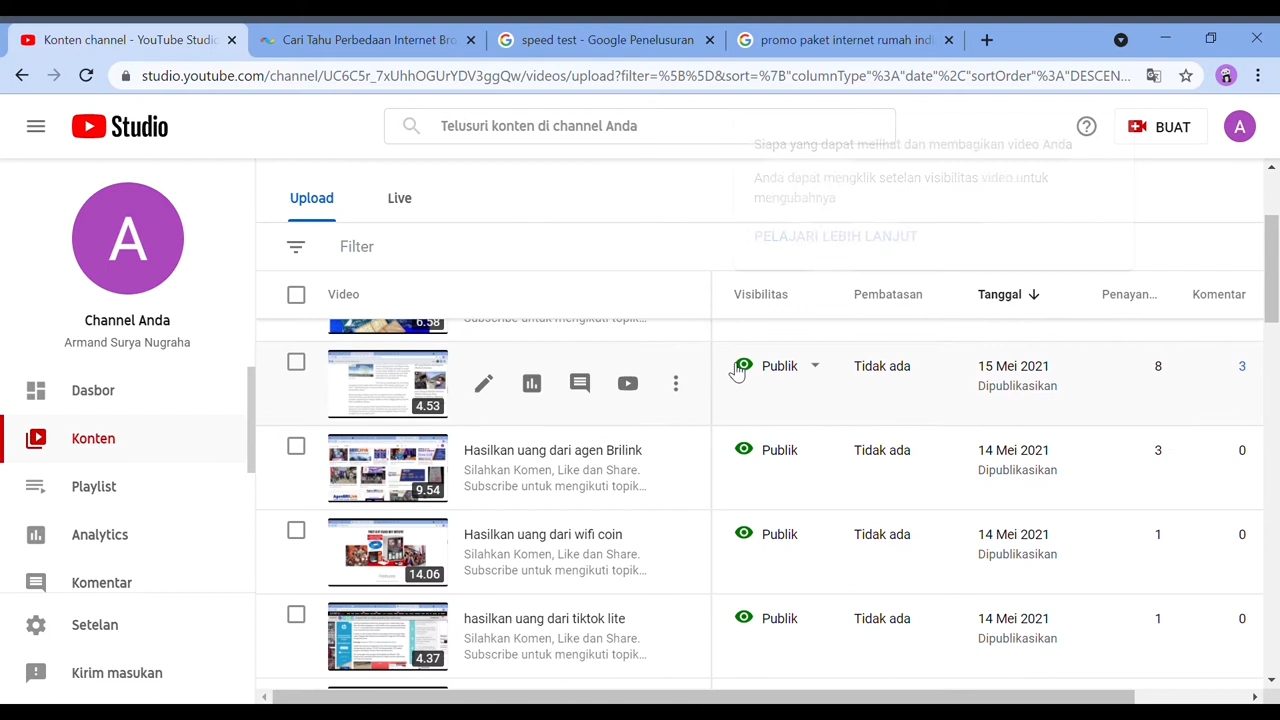 Konten channel - YouTube Studio
Cari Tahu Perbedaan Internet Bro
speed test - Google Penelusuran
promo paket internet rumah indi
studio.youtube.com/channel/UC6C5r_7xUhhOGUrYDV3ggQw/videos/upload?filter=%5B%5D&sort=%7B"columnType"%3A"date"%2C"sortOrder"%3A"DESCEN...
Studio
Telusuri konten di channel Anda
BUAT
A
Siapa yang dapat melihat dan membagikan video Anda
Anda dapat mengklik setelan visibilitas video untuk
mengubahnya
PELAJARI LEBIH LANJUT
A
Channel Anda
Armand Surya Nugraha
Dasbor
Konten
Playlist
Analytics
Komentar
Setelan
Kirim masukan
Upload
Live
Filter
Video
Visibilitas
Pembatasan
Tanggal
Penayan...
Komentar
6.58
Subscribe untuk mengikuti topik...
4.53
Publik
Tidak ada
15 Mei 2021
Dipublikasikan
8
3
9.54
Hasilkan uang dari agen Brilink
Silahkan Komen, Like dan Share.
Subscribe untuk mengikuti topik...
Publik
Tidak ada
14 Mei 2021
Dipublikasikan
3
0
14.06
Hasilkan uang dari wifi coin
Silahkan Komen, Like dan Share.
Subscribe untuk mengikuti topik...
Publik
Tidak ada
14 Mei 2021
Dipublikasikan
1
0
4.37
hasilkan uang dari tiktok lite
Silahkan Komen, Like dan Share.
Subscribe untuk mengikuti topik...
Publik
Tidak ada
14 Mei 2021
Dipublikasikan
1
0